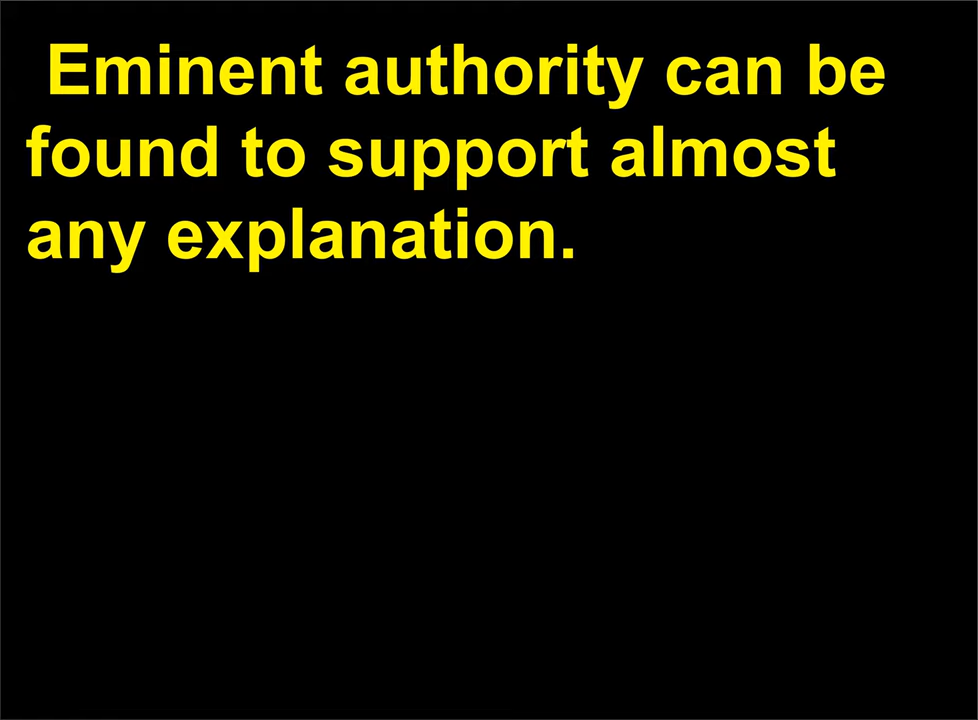 Eminent authority can be
found to support almost
any explanation.